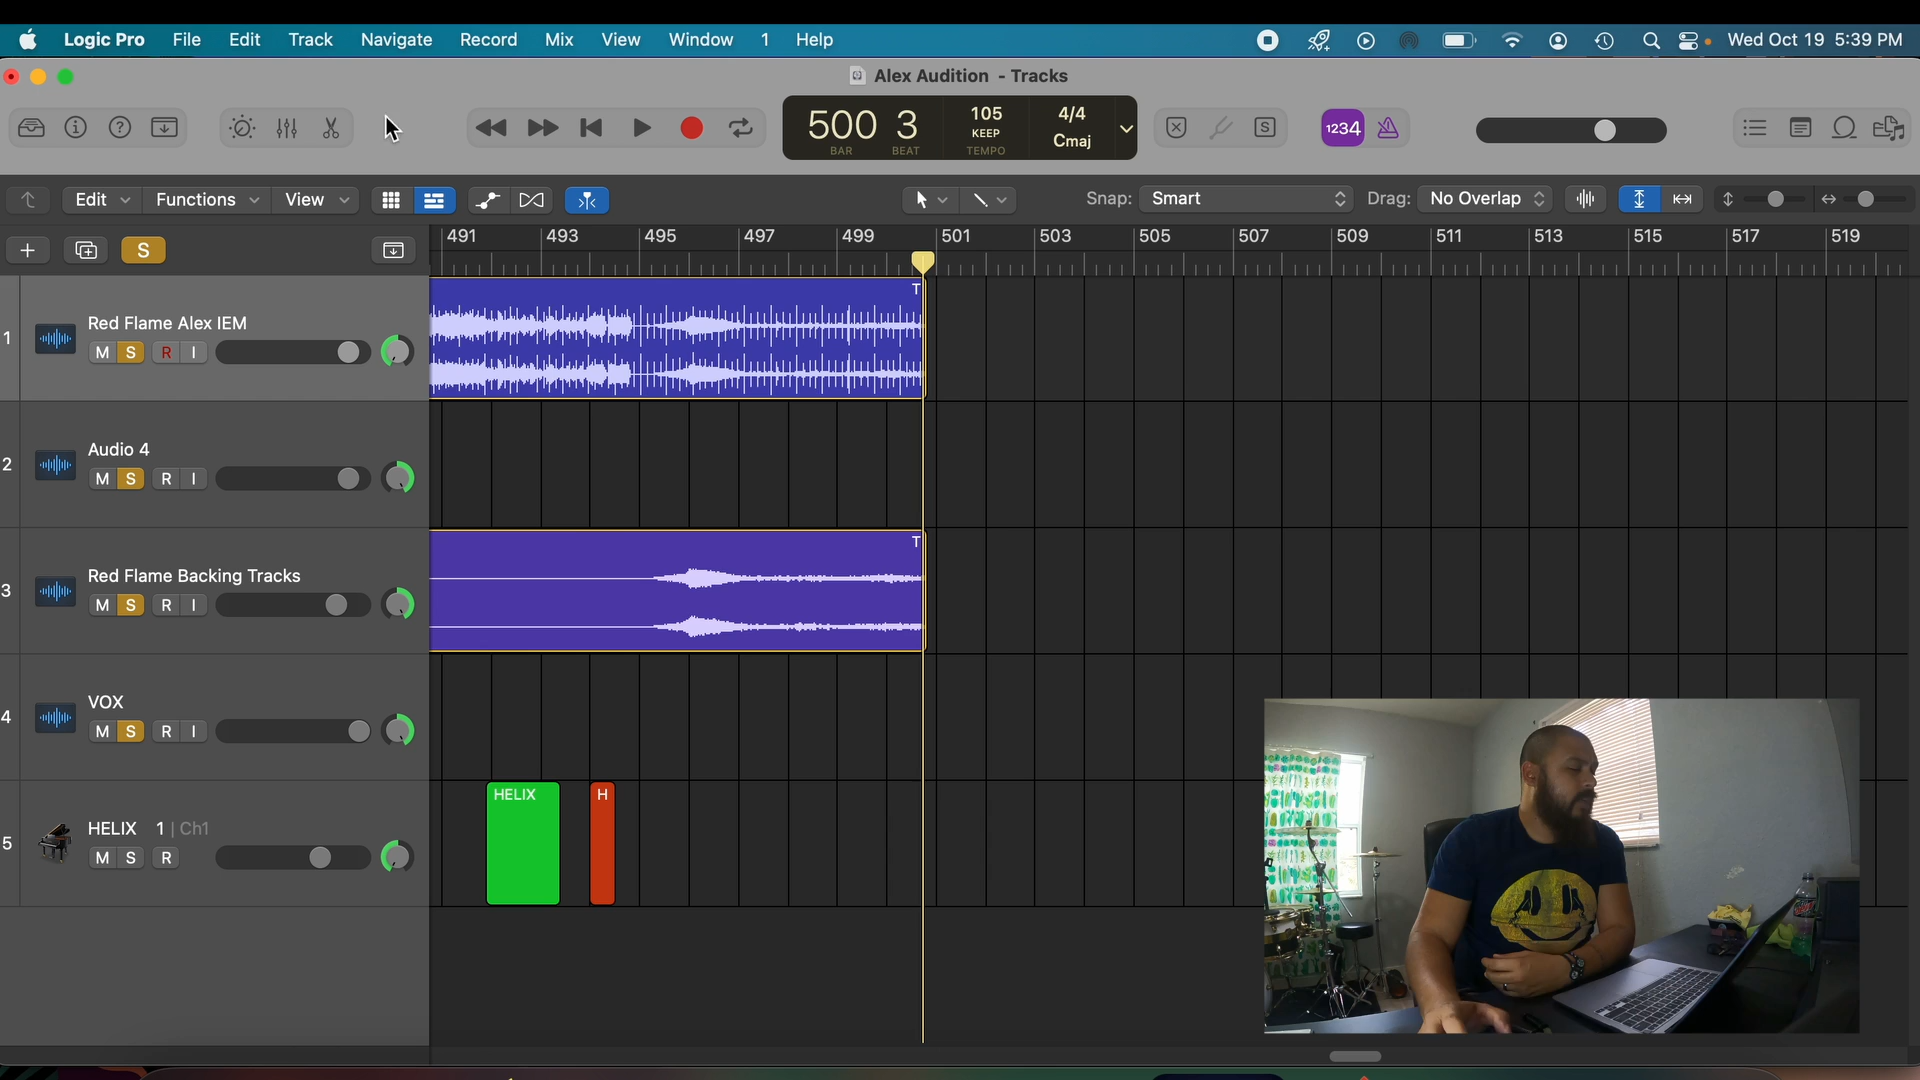 Logic Pro File Edit Track Navigate Record Mix View Window 1 Help Wed Oct 19 5:39 PM
Alex Audition - Tracks
500 3 105 KEEP 4/4 Cmaj
BAR BEAT TEMPO
S
1234
Edit Functions View Snap: Smart Drag: No Overlap
S
491 493 495 497 499 501 503 505 507 509 511 513 515 517 519
1 Red Flame Alex IEM
M S R I
T
2 Audio 4
M S R I
3 Red Flame Backing Tracks
M S R I
T
4 VOX
M S R I
5 HELIX 1 | Ch1
M S R
HELIX H